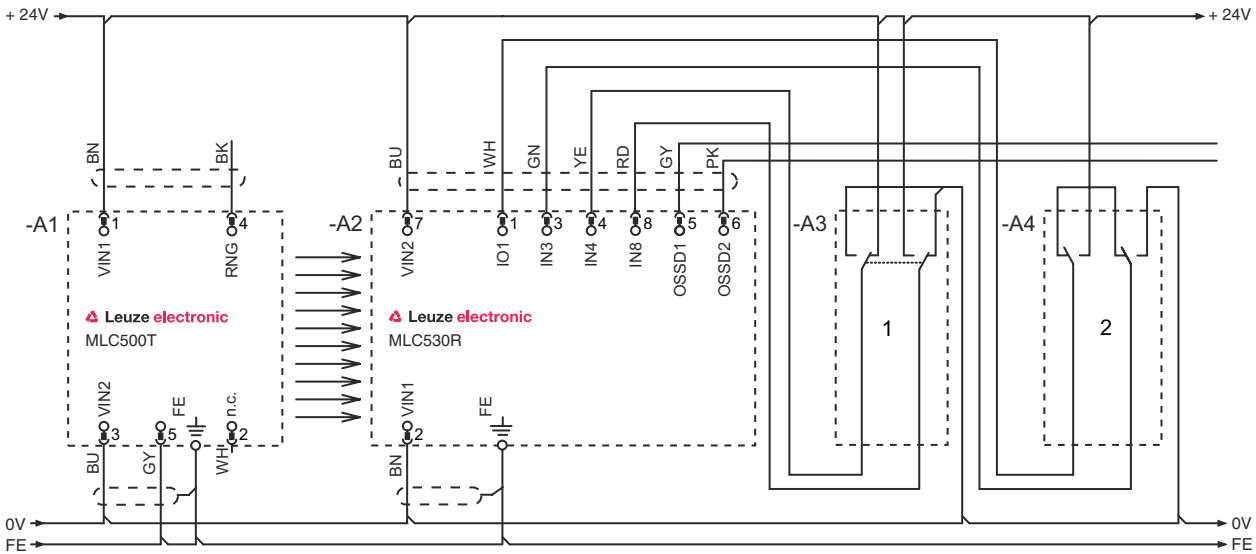 + 24V
+ 24V
BN
BK
BU
WH
GN
YE
RD
GY
PK
-A1
1
4
-A2
7
1
3
4
8
5
6
-A3
-A4
VIN1
RNG
VIN2
IO1
IN3
IN4
IN8
OSSD1
OSSD2
Leuze electronic
MLC500T
Leuze electronic
MLC530R
1
2
VIN2
FE
n.c.
VIN1
FE
3
5
2
2
BU
GY
WH
BN
0V
0V
FE
FE